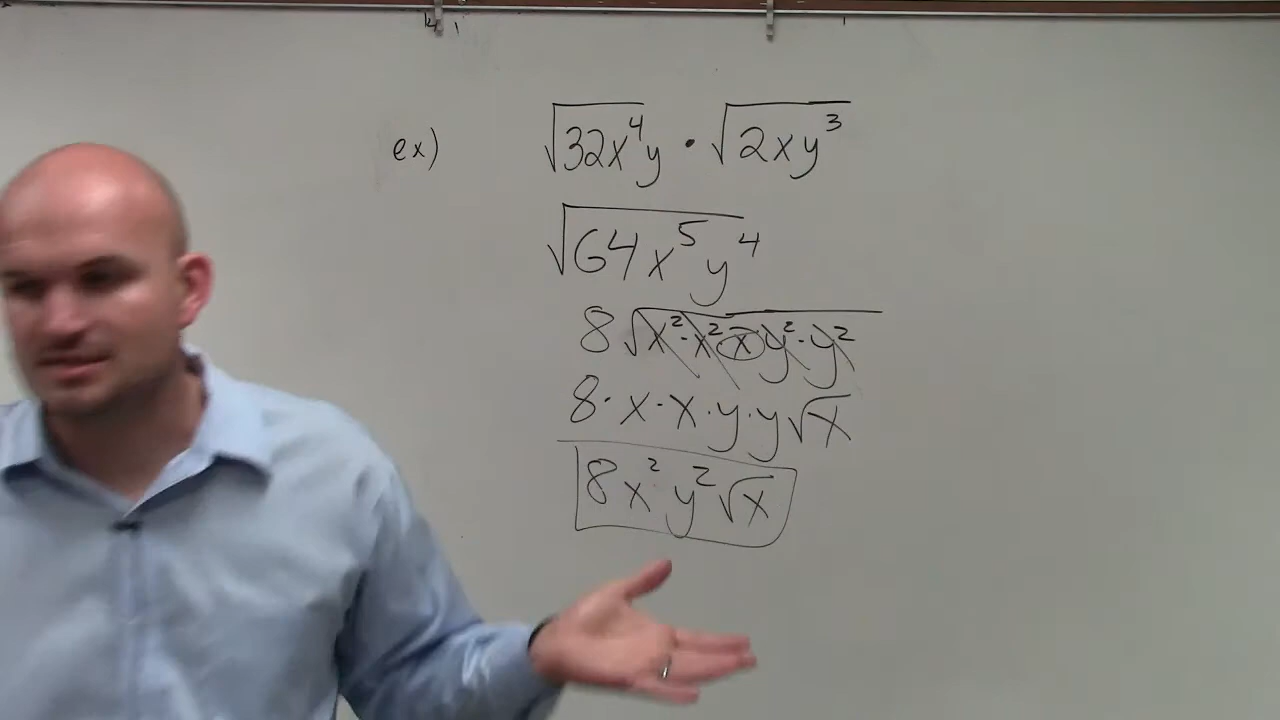 ex) √32x⁴y · √2xy³
√64x⁵y⁴
8√x²·x²·x y²·y²
8·x·x·y·y√x
8x²y²√x